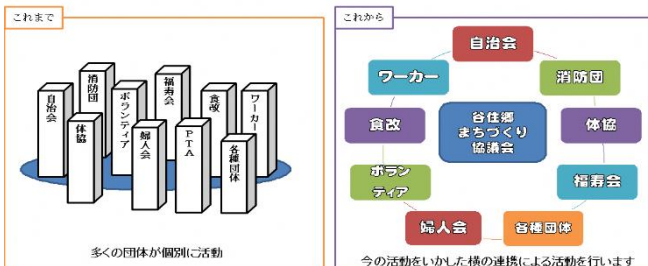 これまで
消防団
福寿会
自治会
ボランティア
食改
ワーカー
体協
婦人会
PTA
各種団体
多くの団体が個別に活動
これから
自治会
ワーカー
消防団
食改
谷住郷
まちづくり
協議会
体協
ボラン
ティア
福寿会
婦人会
各種団体
今の活動をいかした横の連携による活動を行います